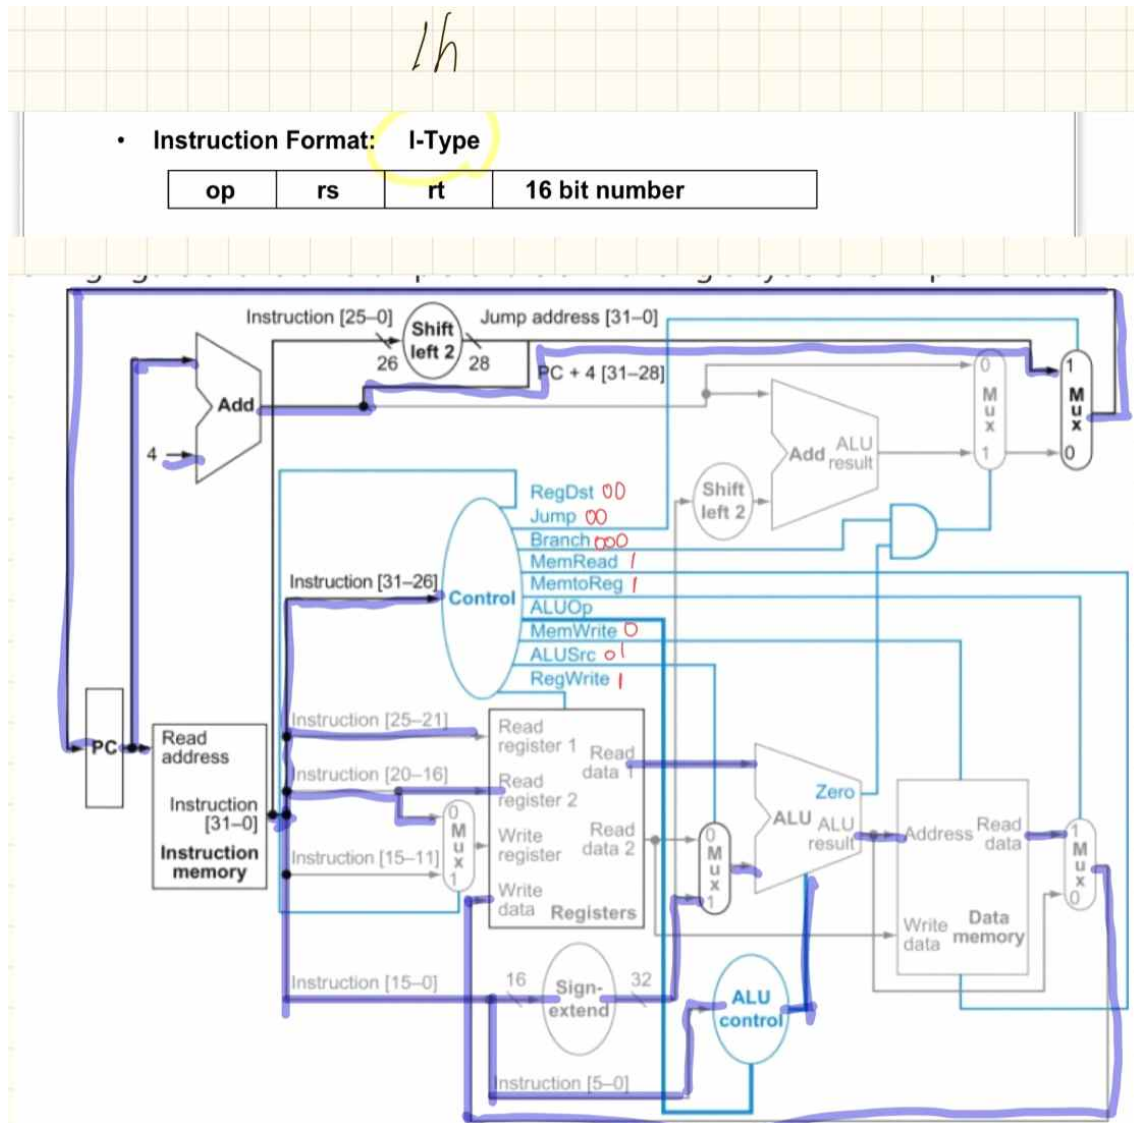 lh
• Instruction Format: I-Type
op rs rt 16 bit number
Instruction [25–0]
26
Shift
left 2
28
Jump address [31–0]
PC + 4 [31–28]
Add
4
0
M
u
x
1
1
M
u
x
0
Add ALU
result
Shift
left 2
RegDst 00
Jump 00
Branch 000
MemRead 1
MemtoReg 1
ALUOp
MemWrite 0
ALUSrc 01
RegWrite 1
Instruction [31–26]
Control
PC
Read
address
Instruction
[31–0]
Instruction
memory
Instruction [25–21]
Instruction [20–16]
Instruction [15–11]
0
M
u
x
1
Read
register 1
Read
register 2
Write
register
Write
data
Read
data 1
Read
data 2
Registers
0
M
u
x
1
Zero
ALU ALU
result
Address
Read
data
Write
data
Data
memory
1
M
u
x
0
Instruction [15–0]
16
Sign-
extend
32
ALU
control
Instruction [5–0]